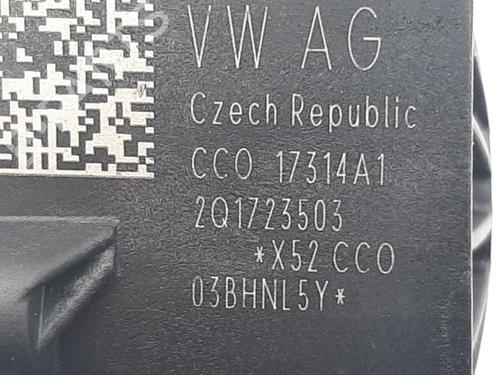 VW AG
Czech Republic
CCO 17314A1
2Q1723503
*X52 CCO
03BHNL5Y*